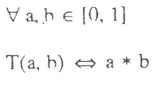 ∀ a, b ∈ [0, 1]
T(a, b) ⇔ a * b